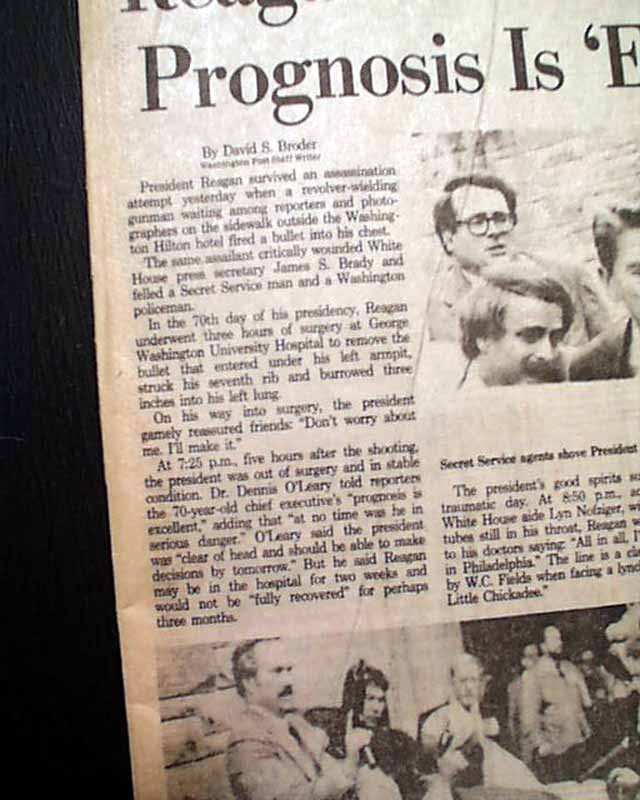 Reag
Prognosis Is ‘E
By David S. Broder
Washington Post Staff Writer
President Reagan survived an assassination
attempt yesterday when a revolver-wielding
gunman waiting among reporters and photo-
graphers on the sidewalk outside the Washing-
ton Hilton hotel fired a bullet into his chest.
The same assailant critically wounded White
House press secretary James S. Brady and
felled a Secret Service man and a Washington
policeman.
In the 70th day of his presidency, Reagan
underwent three hours of surgery at George
Washington University Hospital to remove the
bullet that entered under his left armpit,
struck his seventh rib and burrowed three
inches into his left lung.
On his way into surgery, the president
gamely reassured friends: “Don't worry about
me. I'll make it.”
At 7:25 p.m., five hours after the shooting,
the president was out of surgery and in stable
condition. Dr. Dennis O'Leary told reporters
the 70-year-old chief executive's “prognosis is
excellent,” adding that “at no time was he in
serious danger.” O'Leary said the president
was “clear of head and should be able to make
decisions by tomorrow.” But he said Reagan
may be in the hospital for two weeks and
would not be “fully recovered” for perhaps
three months.
Secret Service agents shove President
The president's good spirits su
traumatic day. At 8:50 p.m., a
White House aide Lyn Nofziger, wi
tubes still in his throat, Reagan
to his doctors saying: “All in all, I'
in Philadelphia.” The line is a cl
by W.C. Fields when facing a lync
Little Chickadee.”